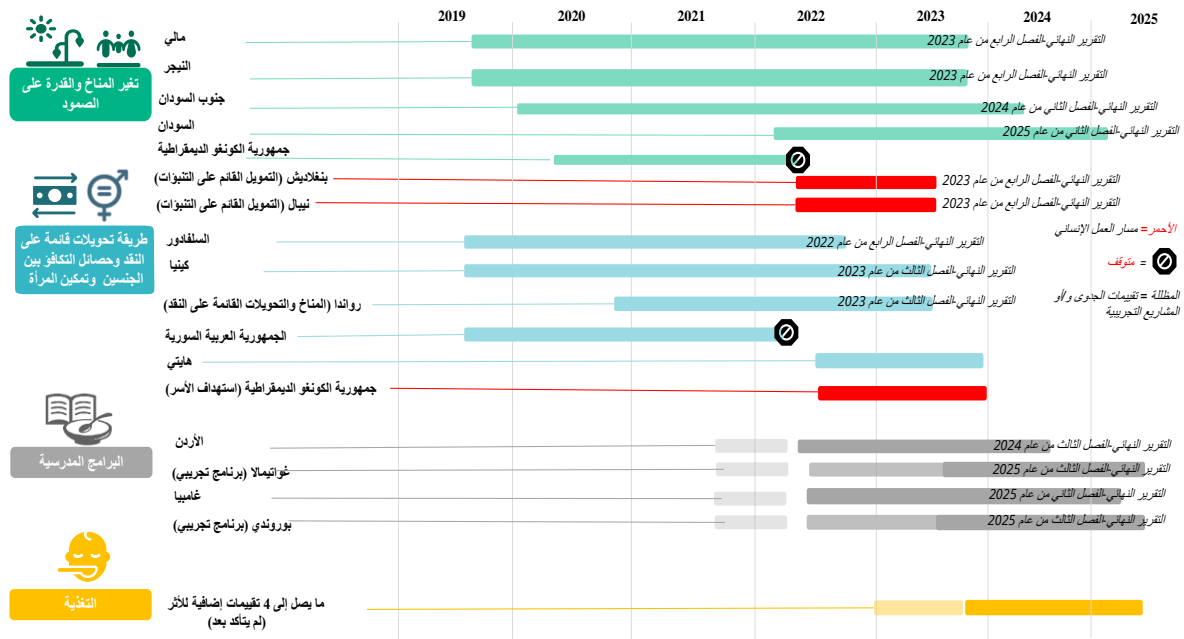 2019 2020 2021 2022 2023 2024 2025
تغير المناخ والقدرة على
الصمود
مالي
التقرير النهائي-الفصل الرابع من عام 2023
النيجر
التقرير النهائي-الفصل الرابع من عام 2023
جنوب السودان
التقرير النهائي-الفصل الثاني من عام 2024
السودان
التقرير النهائي-الفصل الثاني من عام 2025
جمهورية الكونغو الديمقراطية
بنغلاديش (التمويل القائم على التنبؤات)
التقرير النهائي-الفصل الرابع من عام 2023
نيبال (التمويل القائم على التنبؤات)
التقرير النهائي-الفصل الرابع من عام 2023
طريقة تحويلات قائمة على
النقد وحصائل التكافؤ بين
الجنسين وتمكين المرأة
السلفادور
التقرير النهائي-الفصل الرابع من عام 2022
كينيا
التقرير النهائي-الفصل الثالث من عام 2023
رواندا (المناخ والتحويلات القائمة على النقد)
التقرير النهائي-الفصل الثالث من عام 2023
الجمهورية العربية السورية
هايتي
جمهورية الكونغو الديمقراطية (استهداف الأسر)
الأحمر = مسار العمل الإنساني
= متوقف
المظللة = تقييمات الجدوى و/أو
المشاريع التجريبية
البرامج المدرسية
الأردن
التقرير النهائي-الفصل الثالث من عام 2024
غواتيمالا (برنامج تجريبي)
التقرير النهائي-الفصل الثالث من عام 2025
غامبيا
التقرير النهائي-الفصل الثاني من عام 2025
بوروندي (برنامج تجريبي)
التقرير النهائي-الفصل الثالث من عام 2025
التغذية
ما يصل إلى 4 تقييمات إضافية للأثر
(لم يتأكد بعد)